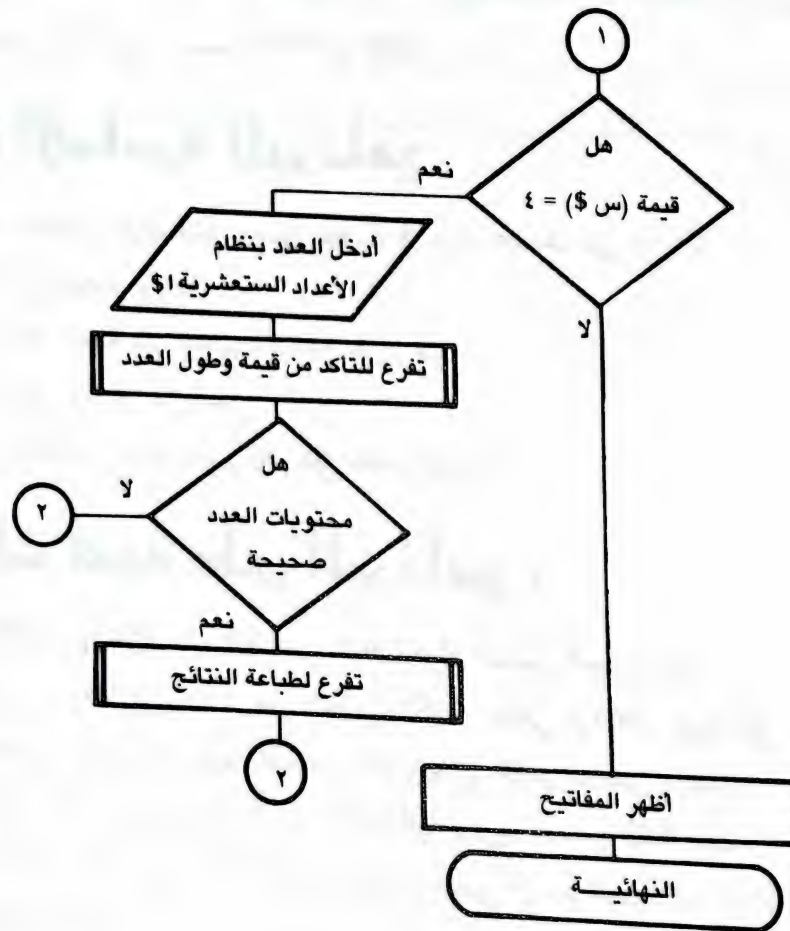 ١
هل
قيمة (س $) = ٤
نعم
لا
أدخل العدد بنظام
الأعداد الستعشرية ا$
تفرع للتأكد من قيمة وطول العدد
هل
محتويات العدد
صحيحة
لا
٢
نعم
تفرع لطباعة النتائج
٢
أظهر المفاتيح
النهائيـــة